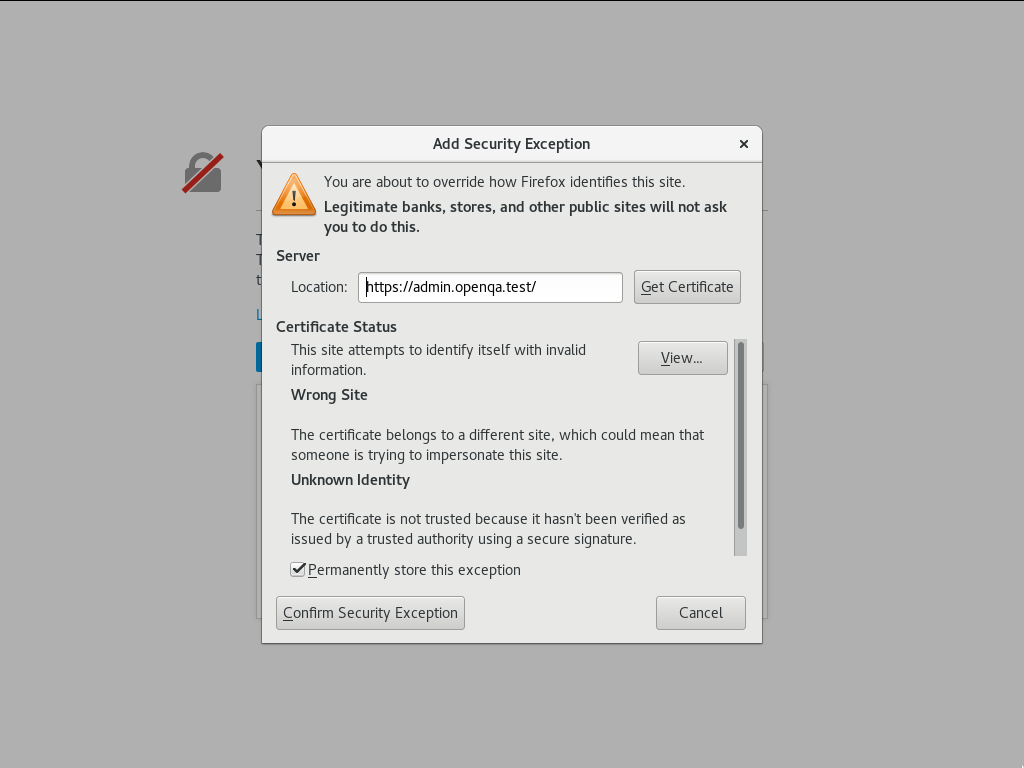 Add Security Exception
You are about to override how Firefox identifies this site.
Legitimate banks, stores, and other public sites will not ask
you to do this.
Server
Location:
https://admin.openqa.test/
Get Certificate
Certificate Status
This site attempts to identify itself with invalid
information.
View...
Wrong Site
The certificate belongs to a different site, which could mean that
someone is trying to impersonate this site.
Unknown Identity
The certificate is not trusted because it hasn't been verified as
issued by a trusted authority using a secure signature.
Permanently store this exception
Confirm Security Exception
Cancel